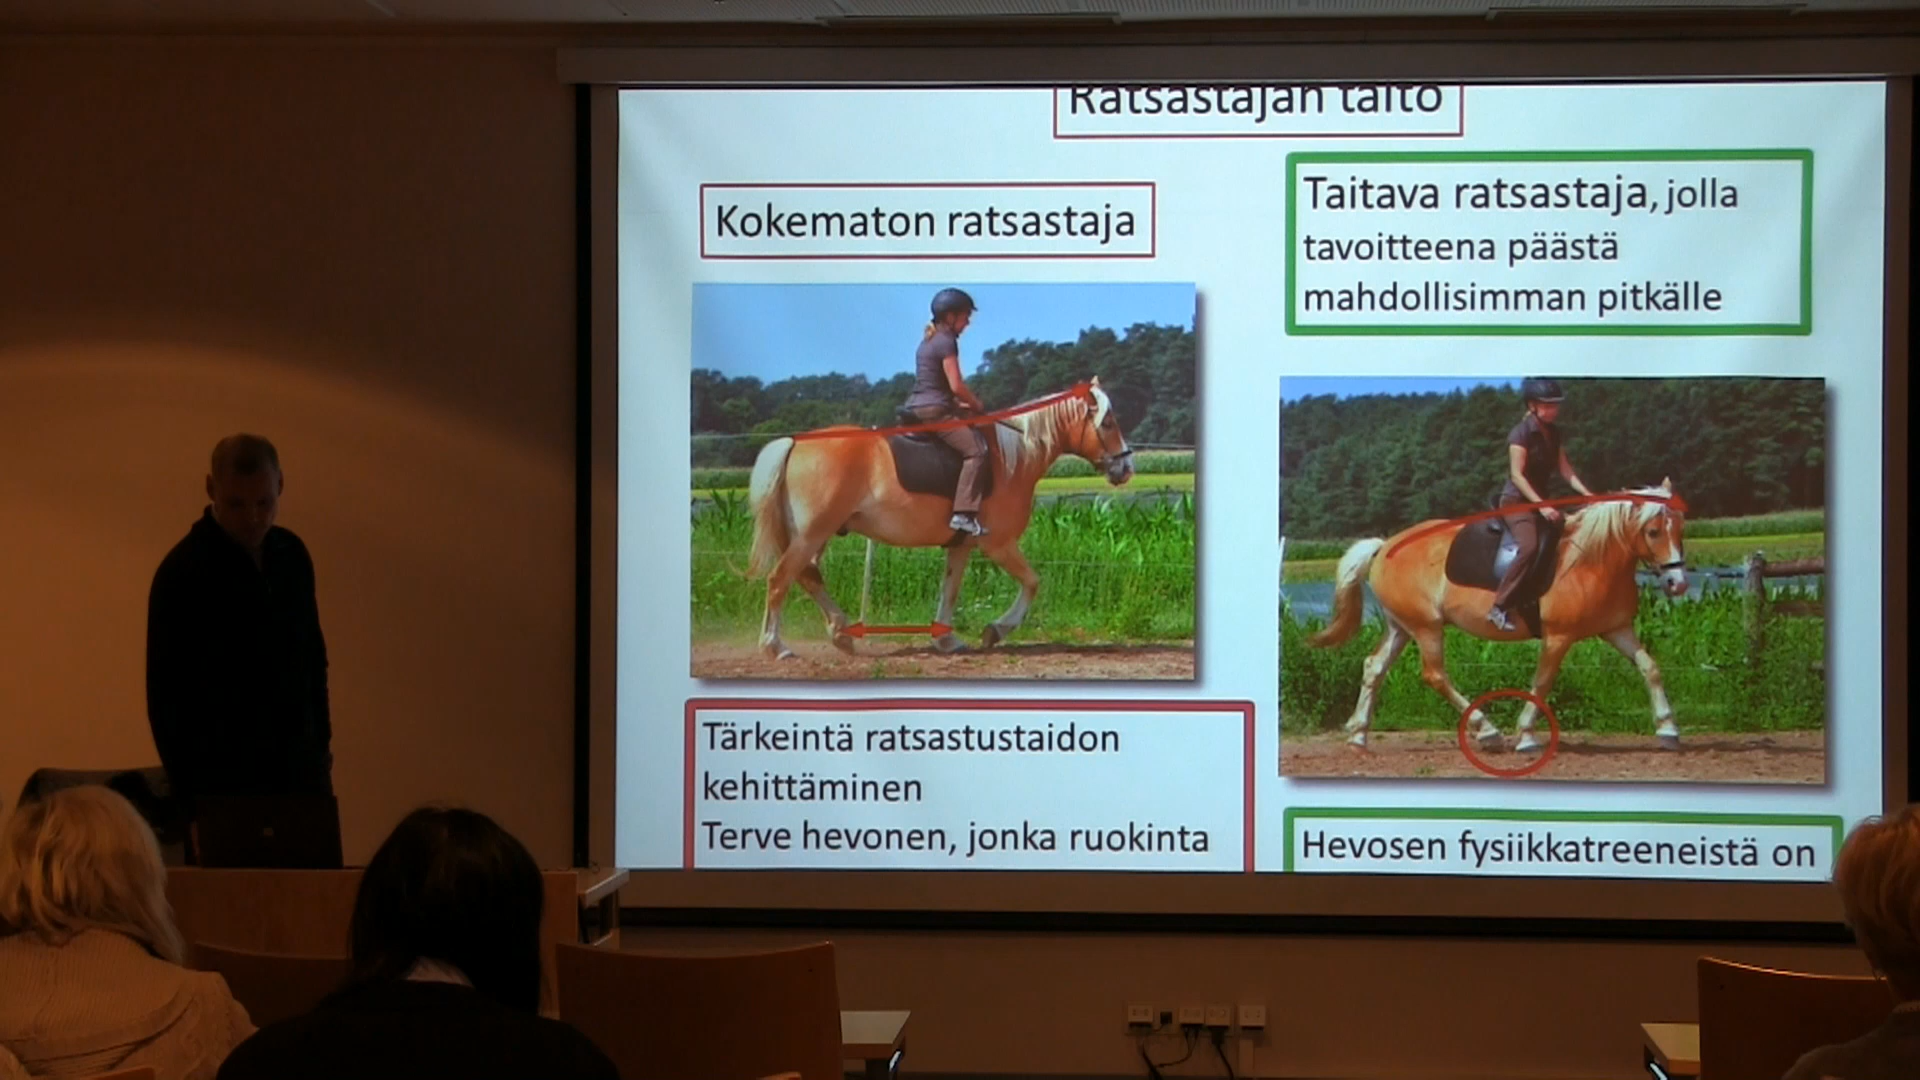 Ratsastajan taito
Kokematon ratsastaja
Taitava ratsastaja, jolla
tavoitteena päästä
mahdollisimman pitkälle
Tärkeintä ratsastustaidon
kehittäminen
Terve hevonen, jonka ruokinta
Hevosen fysiikkatreeneistä on